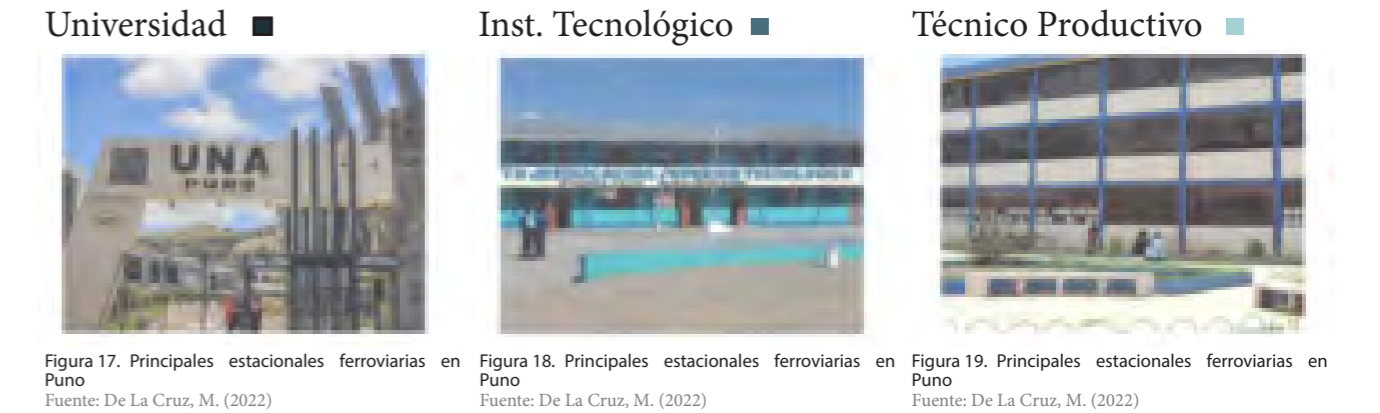 Universidad
Inst. Tecnológico
Técnico Productivo
UNA
PUNO
Figura 17. Principales estacionales ferroviarias en
Puno
Fuente: De La Cruz, M. (2022)
Figura 18. Principales estacionales ferroviarias en
Puno
Fuente: De La Cruz, M. (2022)
Figura 19. Principales estacionales ferroviarias en
Puno
Fuente: De La Cruz, M. (2022)